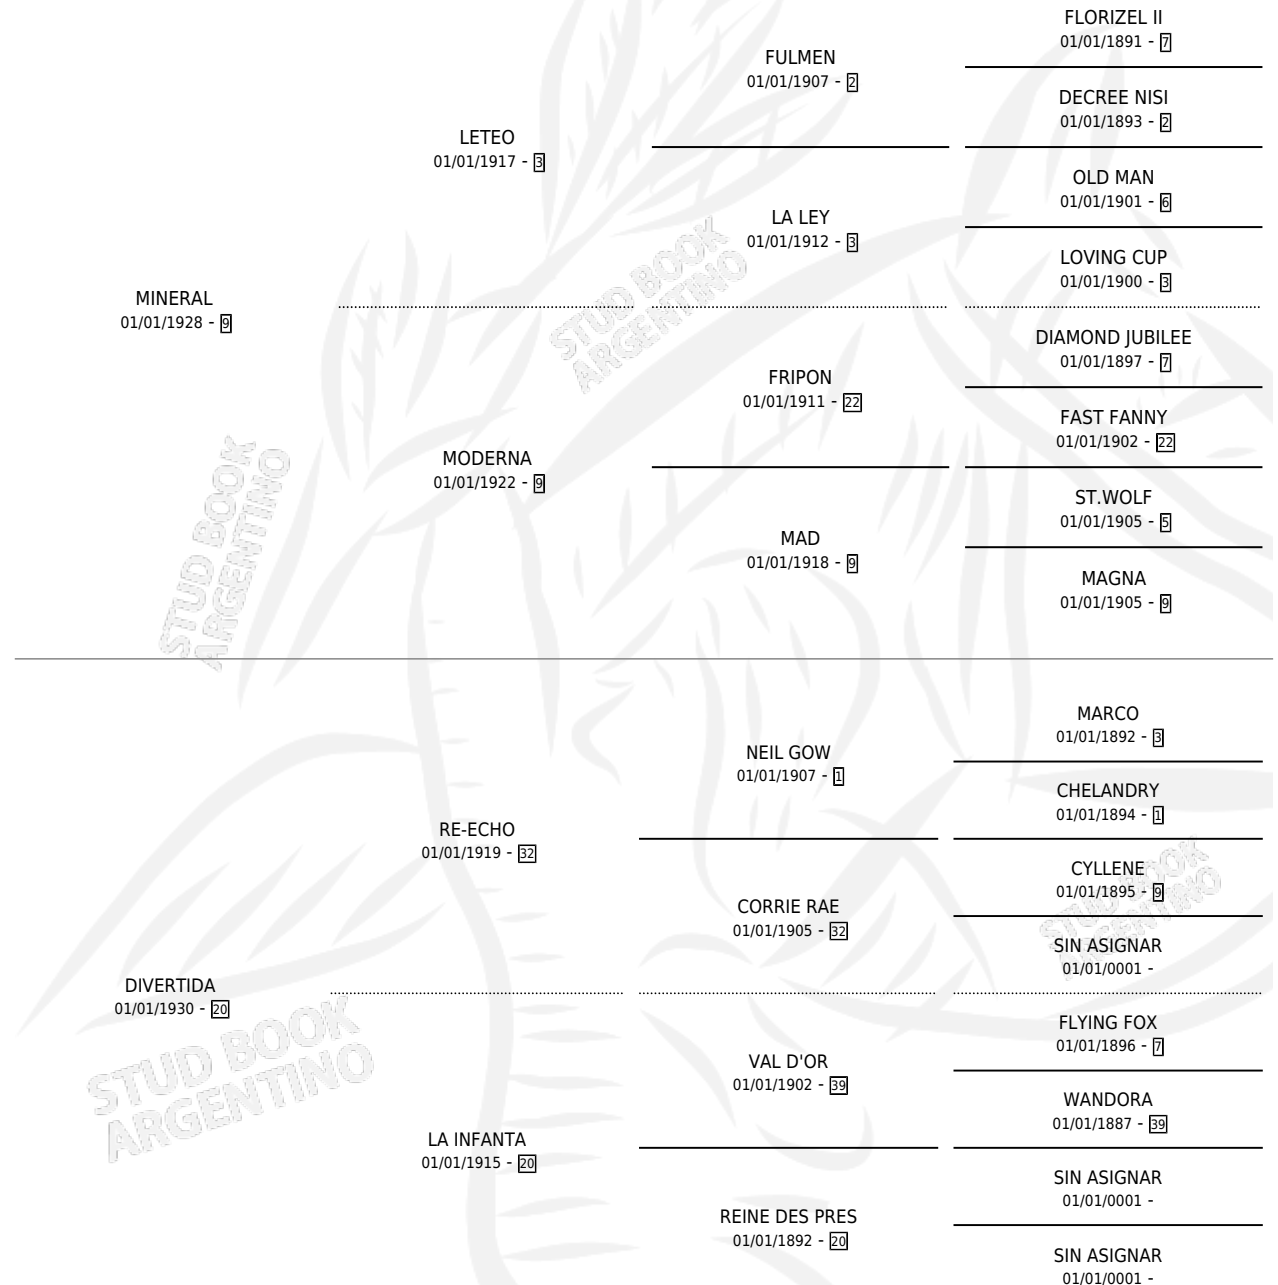 FLORIZEL II
01/01/1891 - 7
FULMEN
01/01/1907 - 2
DECREE NISI
01/01/1893 - 2
LETEO
01/01/1917 - 3
OLD MAN
01/01/1901 - 6
LA LEY
01/01/1912 - 3
LOVING CUP
01/01/1900 - 3
MINERAL
01/01/1928 - 9
DIAMOND JUBILEE
01/01/1897 - 7
FRIPON
01/01/1911 - 22
FAST FANNY
01/01/1902 - 22
MODERNA
01/01/1922 - 9
ST.WOLF
01/01/1905 - 5
MAD
01/01/1918 - 9
MAGNA
01/01/1905 - 9
STUD BOOK
ARGENTINO
STUD BOOK
ARGENTINO
MARCO
01/01/1892 - 3
NEIL GOW
01/01/1907 - 1
CHELANDRY
01/01/1894 - 1
RE-ECHO
01/01/1919 - 32
CYLLENE
01/01/1895 - 9
CORRIE RAE
01/01/1905 - 32
SIN ASIGNAR
01/01/0001 -
DIVERTIDA
01/01/1930 - 20
FLYING FOX
01/01/1896 - 7
VAL D'OR
01/01/1902 - 39
WANDORA
01/01/1887 - 39
LA INFANTA
01/01/1915 - 20
SIN ASIGNAR
01/01/0001 -
REINE DES PRES
01/01/1892 - 20
SIN ASIGNAR
01/01/0001 -
STUD BOOK
ARGENTINO
STUD BOOK
ARGENTINO